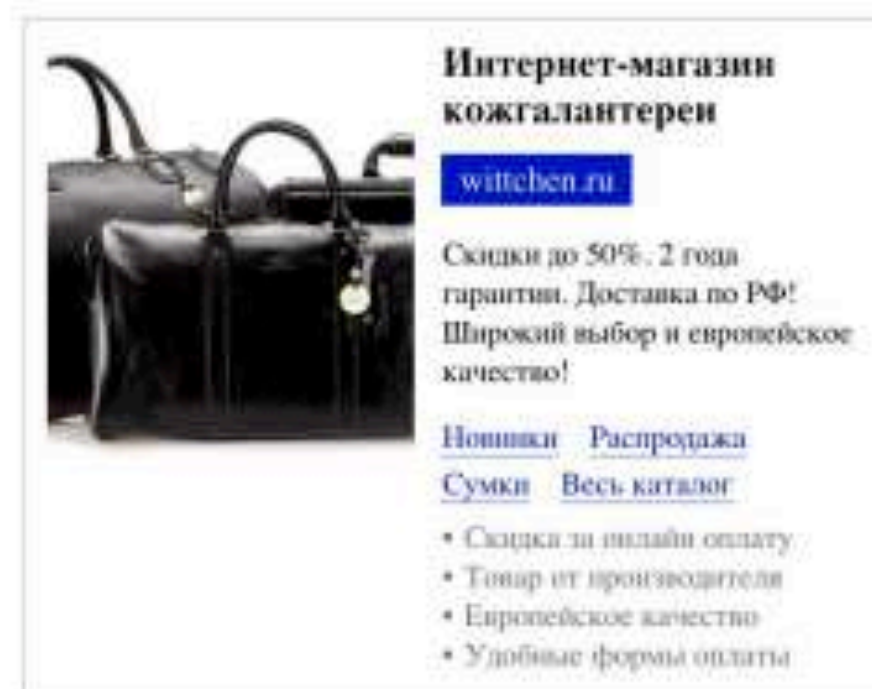 Интернет-магазин
кожгалантереи
wittchen.ru
Скидки до 50%. 2 года
гарантии. Доставка по РФ!
Широкий выбор и европейское
качество!
Новинки Распродажа
Сумки Весь каталог
• Скидка за онлайн оплату
• Товар от производителя
• Европейское качество
• Удобные формы оплаты